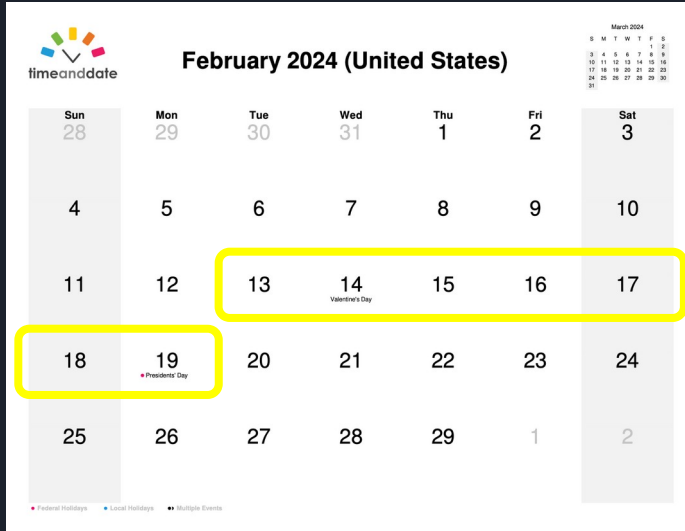 timeanddate
February 2024 (United States)
March 2024
S M T W T F S
1 2
3 4 5 6 7 8 9
10 11 12 13 14 15 16
17 18 19 20 21 22 23
24 25 26 27 28 29 30
31
Sun Mon Tue Wed Thu Fri Sat
28 29 30 31 1 2 3
4 5 6 7 8 9 10
11 12 13 14 15 16 17
Valentine's Day
18 19 20 21 22 23 24
Presidents' Day
25 26 27 28 29 1 2
Federal Holidays Local Holidays Multiple Events